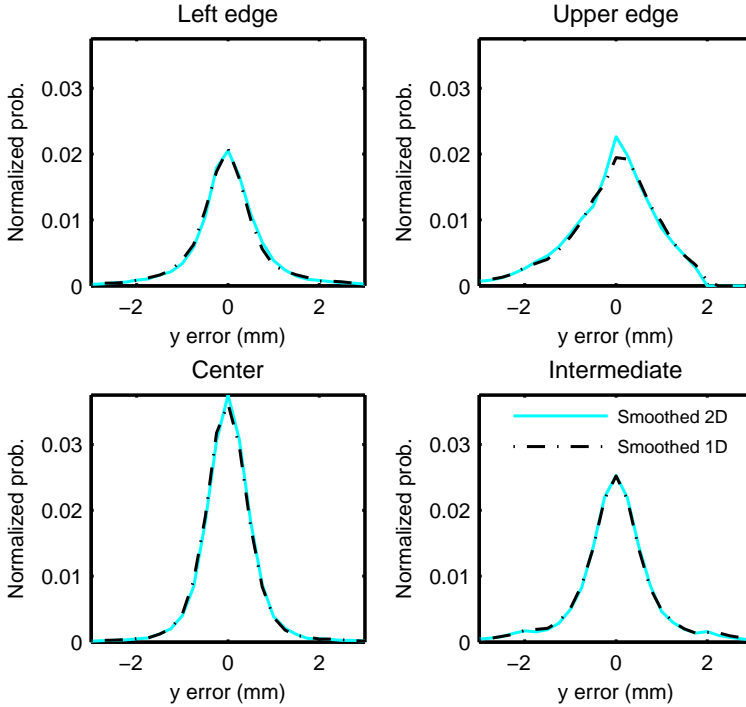 Left edge
Normalized prob.
0.03
0.02
0.01
0
−2
0
2
y error (mm)
Upper edge
Normalized prob.
0.03
0.02
0.01
0
−2
0
2
y error (mm)
Center
Normalized prob.
0.03
0.02
0.01
0
−2
0
2
y error (mm)
Intermediate
Smoothed 2D
Smoothed 1D
Normalized prob.
0.03
0.02
0.01
0
−2
0
2
y error (mm)